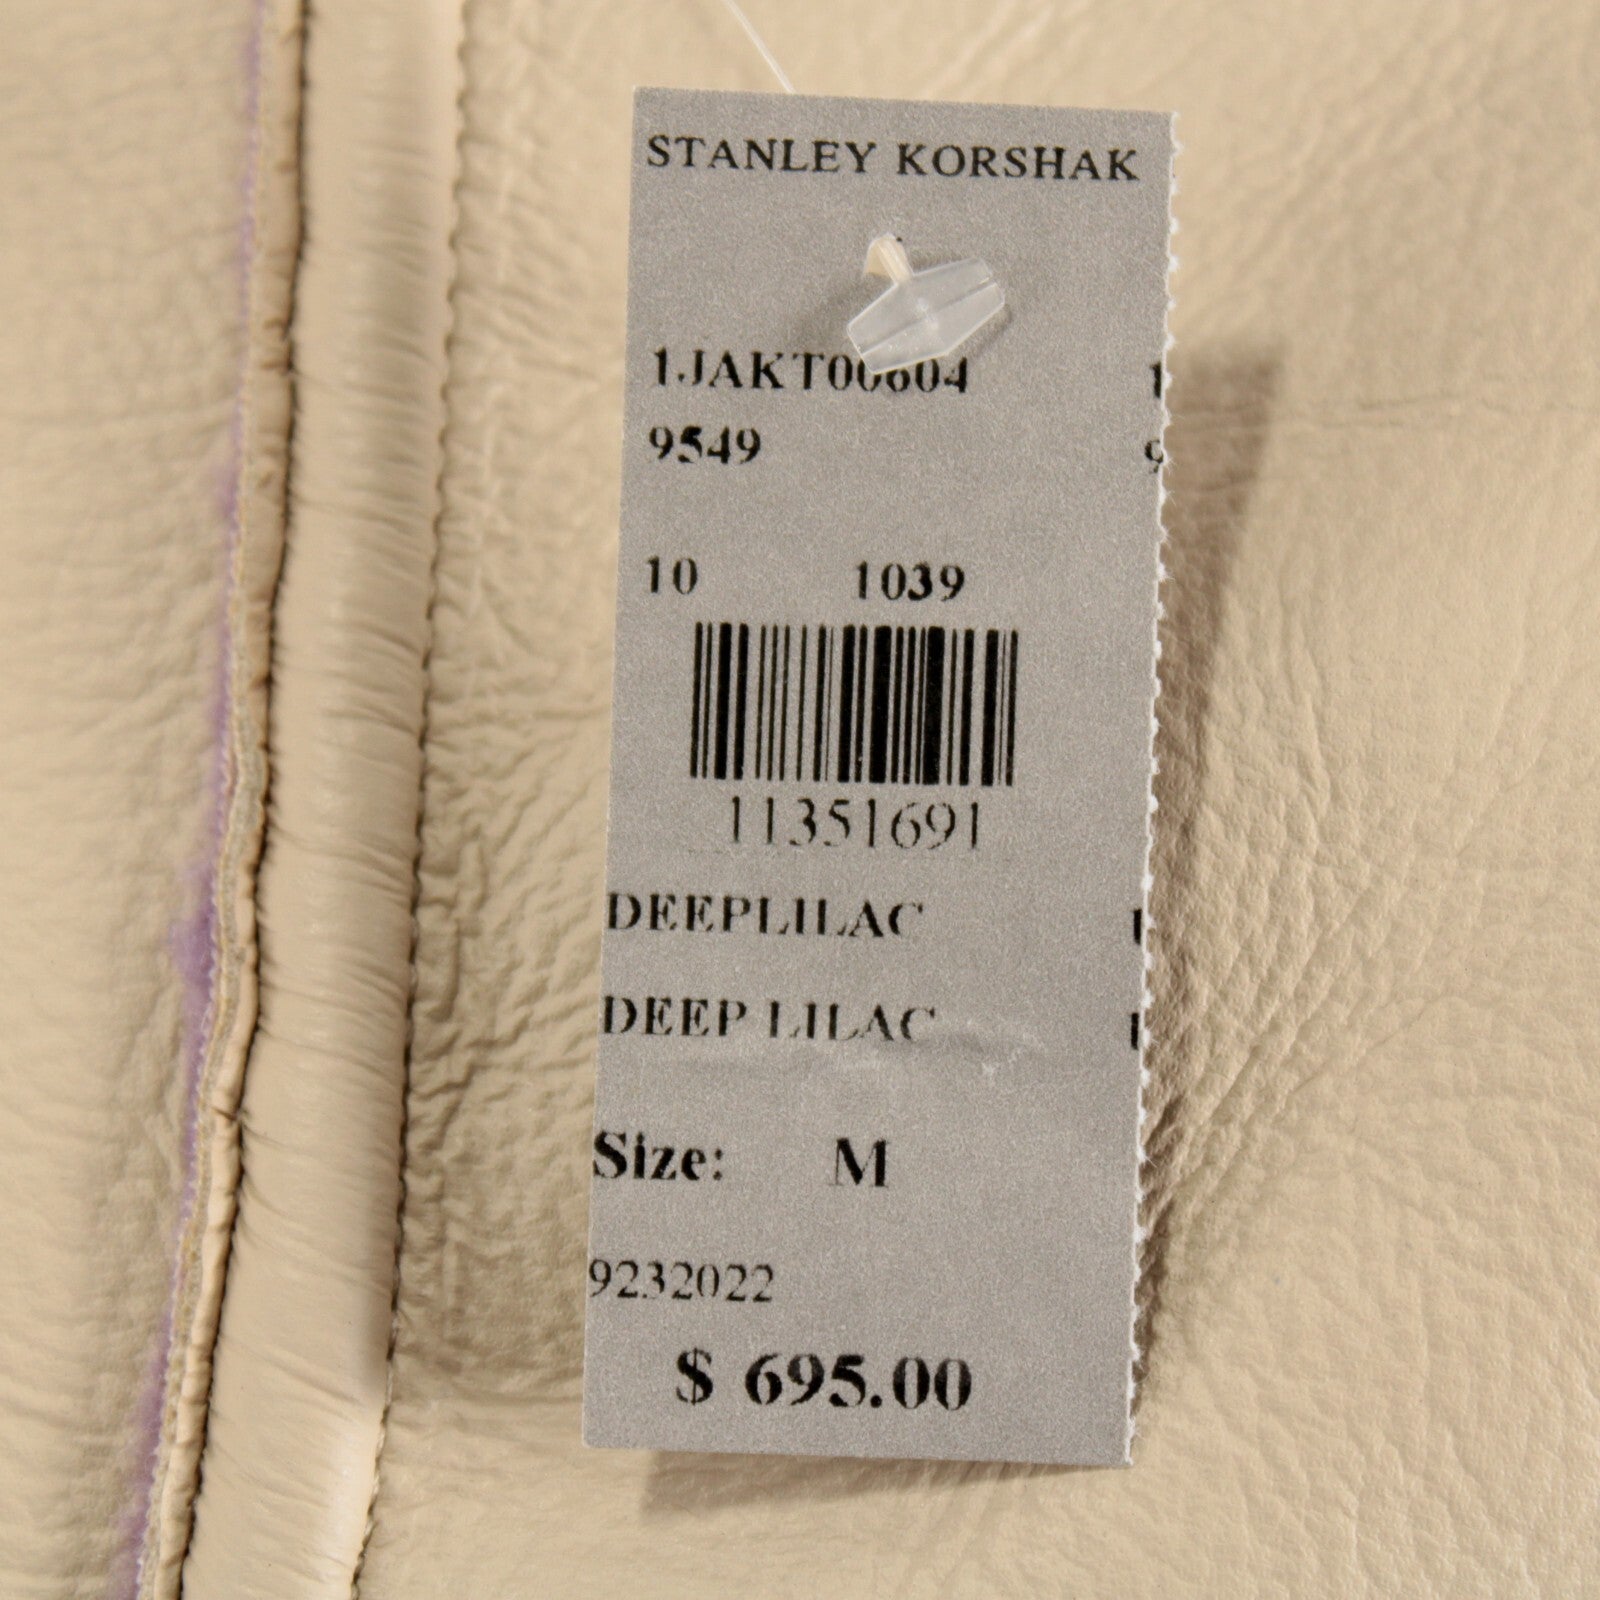 STANLEY KORSHAK
1JAKT00604
9549
10 1039
11351691
DEEPLILAC
DEEP LILAC
Size: M
9232022
$ 695.00